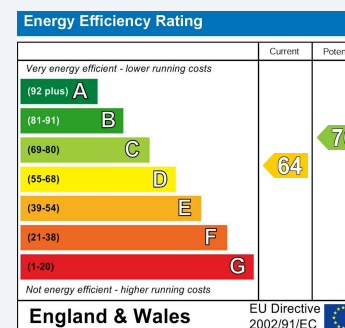 Energy Efficiency Rating
Current
Very energy efficient - lower running costs
(92 plus) A
(81-91) B
(69-80) C
(55-68) D
64
(39-54) E
(21-38) F
(1-20) G
Not energy efficient - higher running costs
England & Wales
EU Directive
2002/91/EC